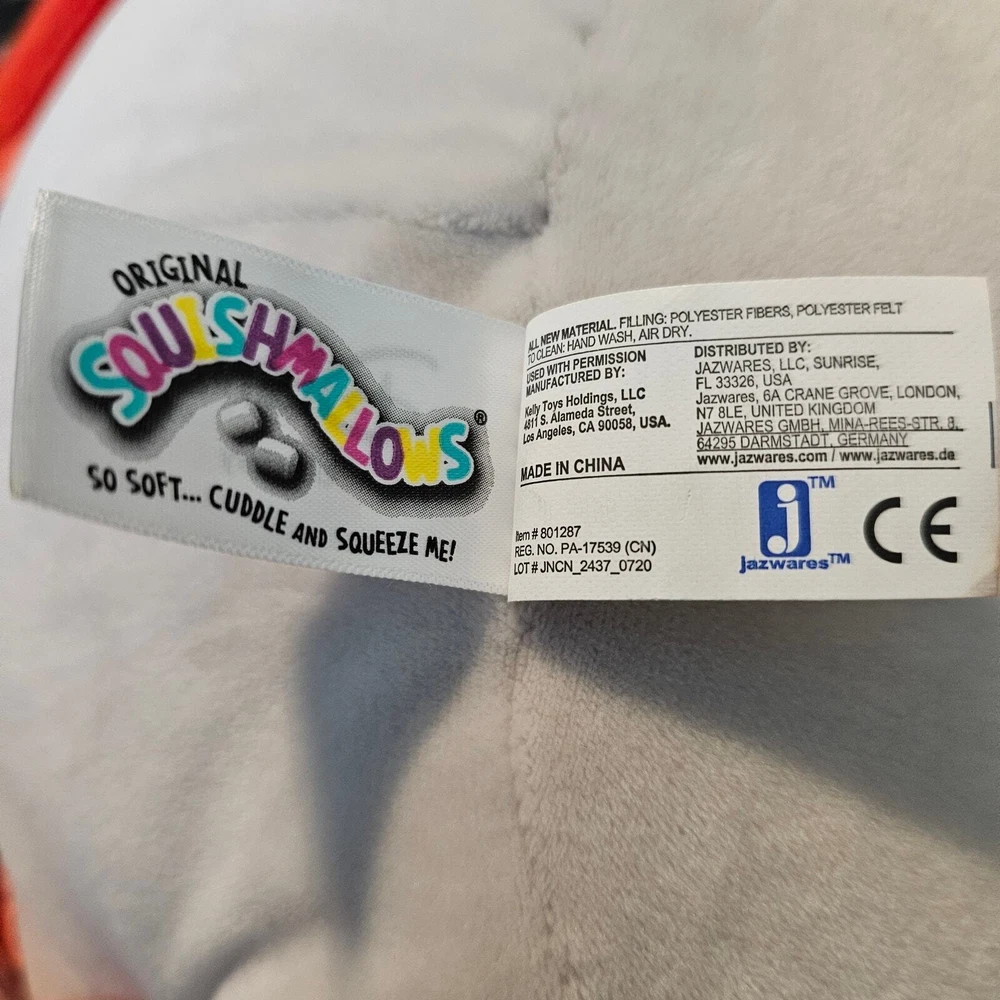 ORIGINAL
SQUISHMALLOWS®
SO SOFT... CUDDLE AND SQUEEZE ME!
ALL NEW MATERIAL. FILLING: POLYESTER FIBERS, POLYESTER FELT
TO CLEAN: HAND WASH, AIR DRY.
USED WITH PERMISSION
MANUFACTURED BY:
Kelly Toys Holdings, LLC
4811 S. Alameda Street,
Los Angeles, CA 90058, USA.
DISTRIBUTED BY:
JAZWARES, LLC, SUNRISE,
FL 33326, USA
Jazwares, 6A CRANE GROVE, LONDON,
N7 8LE, UNITED KINGDOM
JAZWARES GMBH, MINA-REES-STR. 8,
64295 DARMSTADT, GERMANY
www.jazwares.com / www.jazwares.de
MADE IN CHINA
Item # 801287
REG. NO. PA-17539 (CN)
LOT # JNCN_2437_0720
j™
jazwares™
CE